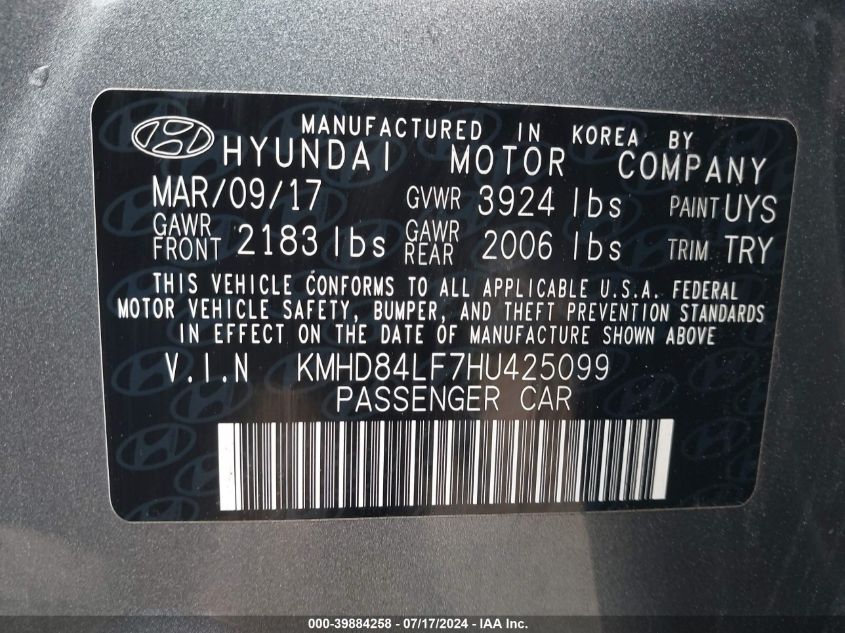 MANUFACTURED IN KOREA BY
HYUNDAI MOTOR COMPANY
MAR/09/17 GVWR 3924 lbs PAINT UYS
GAWR FRONT 2183 lbs GAWR REAR 2006 lbs TRIM TRY
THIS VEHICLE CONFORMS TO ALL APPLICABLE U.S.A. FEDERAL
MOTOR VEHICLE SAFETY, BUMPER, AND THEFT PREVENTION STANDARDS
IN EFFECT ON THE DATE OF MANUFACTURE SHOWN ABOVE
V.I.N KMHD84LF7HU425099
PASSENGER CAR
000-39884258 - 07/17/2024 - IAA Inc.